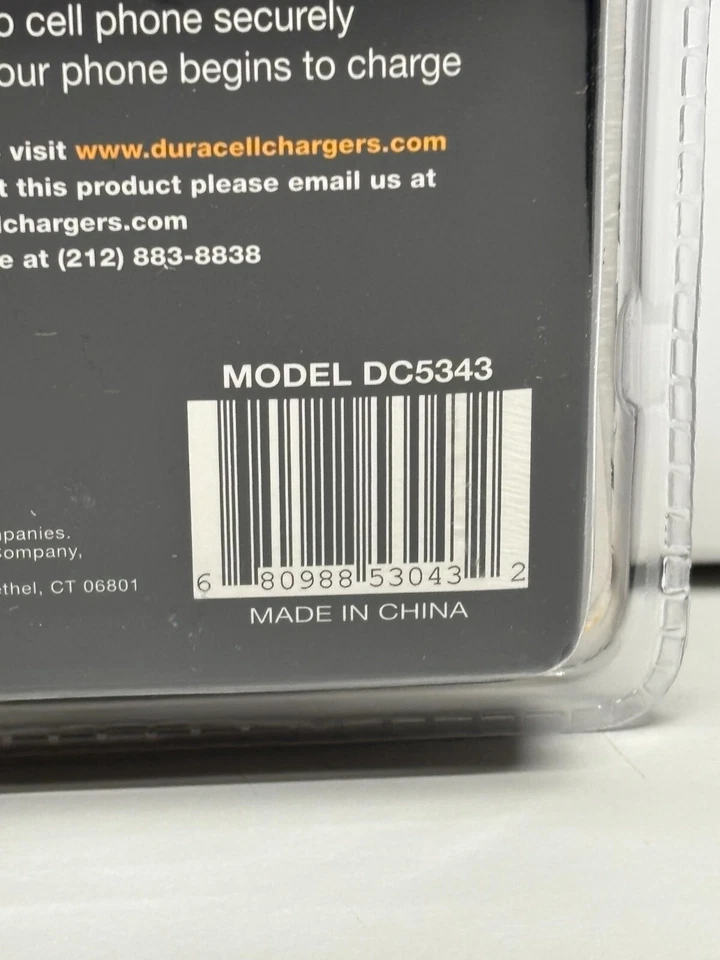 o cell phone securely
our phone begins to charge
visit www.duracellchargers.com
t this product please email us at
lchargers.com
e at (212) 883-8838
MODEL DC5343
6 80988 53043 2
MADE IN CHINA
panies.
Company,
ethel, CT 06801